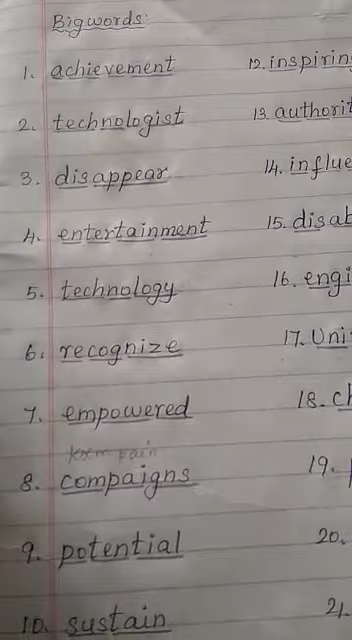 Bigwords:
1. achievement
2. technologist
3. disappear
4. entertainment
5. technology
6. recognize
7. empowered
8. compaigns
9. potential
10. sustain
12. inspirin
13. authorit
14. influe
15. disab
16. engi
17. Uni
18. ch
19.
20.
21.